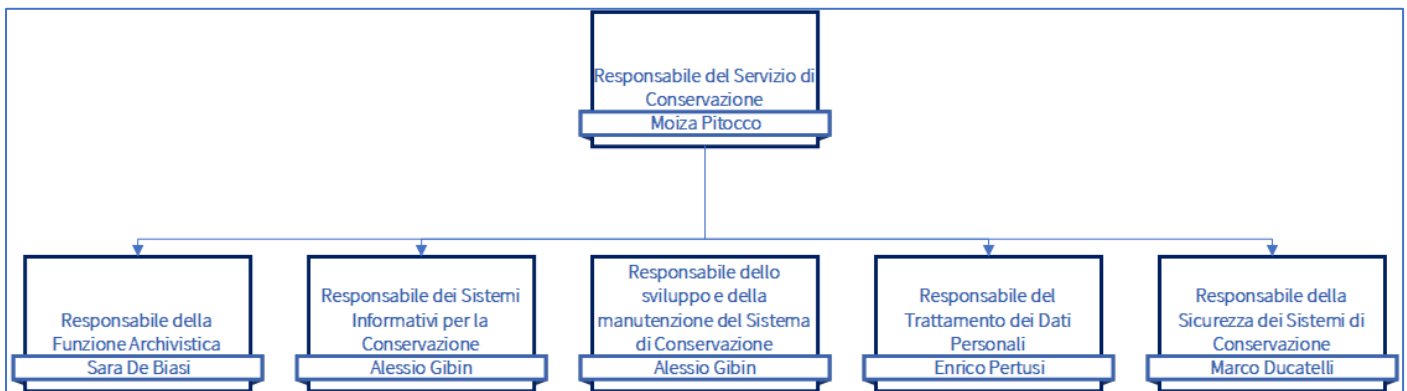 Responsabile del Servizio di
Conservazione
Moiza Pitocco
Responsabile della
Funzione Archivistica
Sara De Biasi
Responsabile dei Sistemi
Informativi per la
Conservazione
Alessio Gibin
Responsabile dello
sviluppo e della
manutenzione del Sistema
di Conservazione
Alessio Gibin
Responsabile del
Trattamento dei Dati
Personali
Enrico Pertusi
Responsabile della
Sicurezza dei Sistemi di
Conservazione
Marco Ducatelli